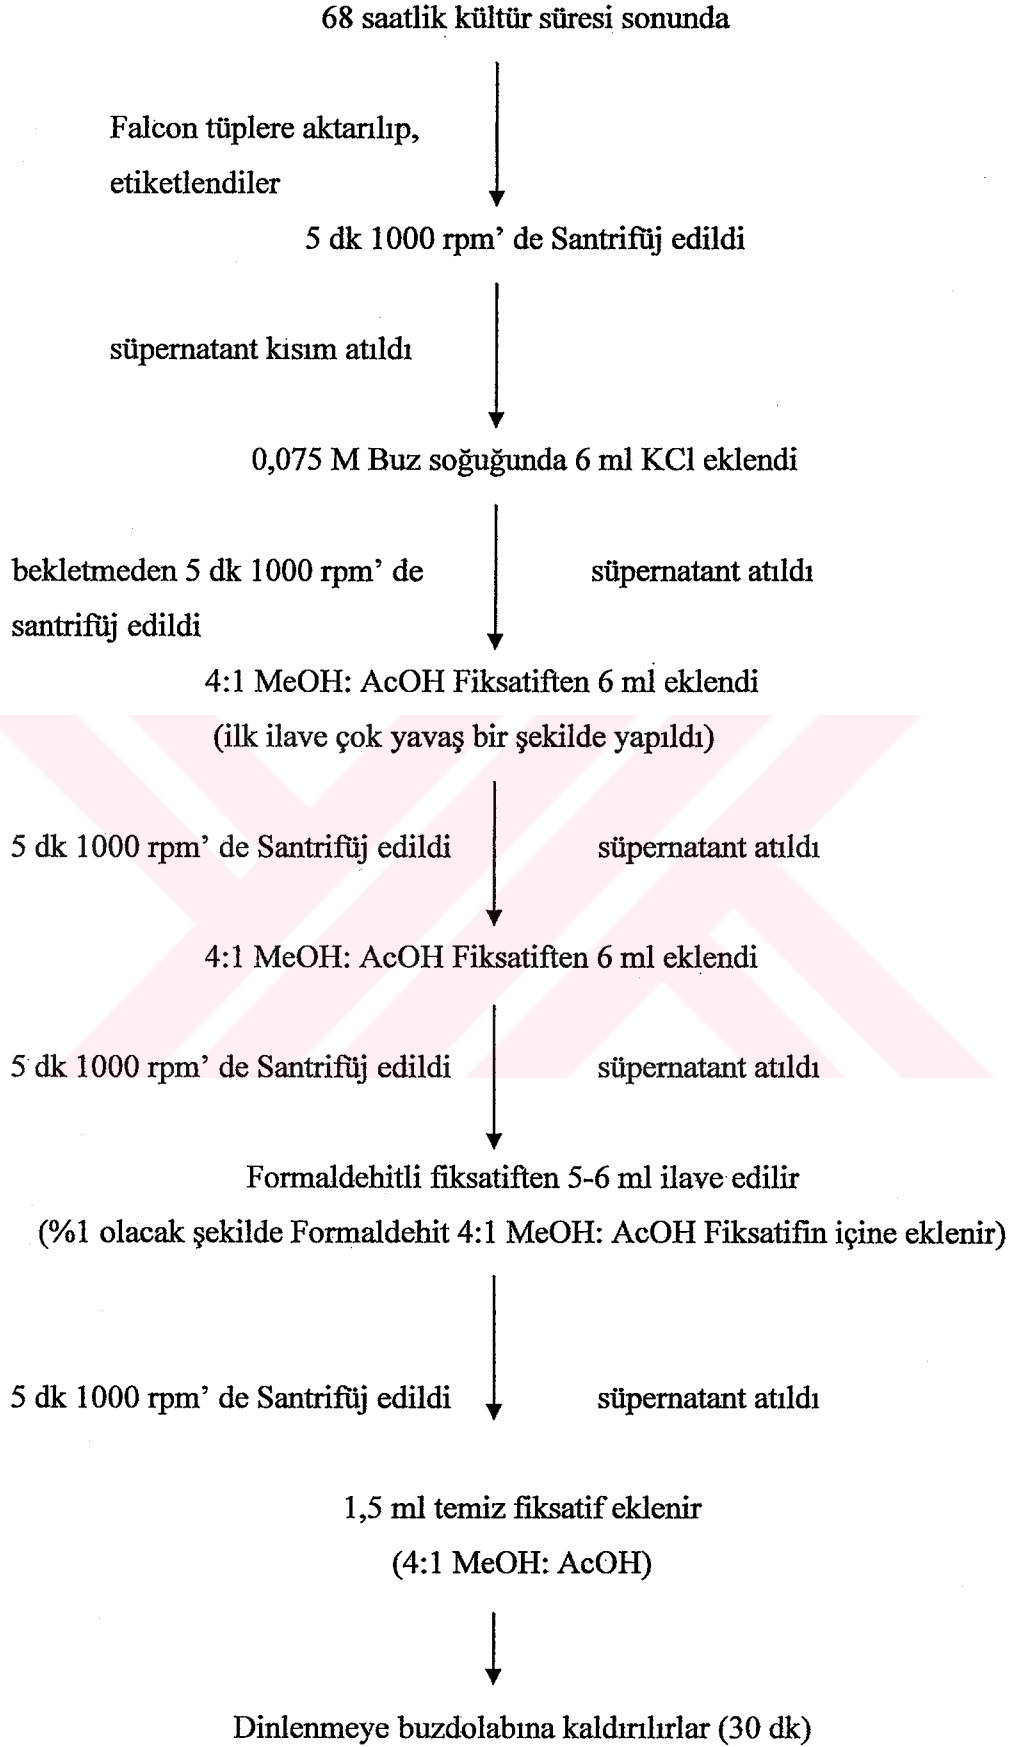 68 saatlik kültür süresi sonunda
Falcon tüplere aktarılıp,
etiketlendiler
5 dk 1000 rpm’ de Santrifüj edildi
süpernatant kısım atıldı
0,075 M Buz soğuğunda 6 ml KCl eklendi
bekletmeden 5 dk 1000 rpm’ de
süpernatant atıldı
santrifüj edildi
4:1 MeOH: AcOH Fiksatiften 6 ml eklendi
(ilk ilave çok yavaş bir şekilde yapıldı)
5 dk 1000 rpm’ de Santrifüj edildi
süpernatant atıldı
4:1 MeOH: AcOH Fiksatiften 6 ml eklendi
5 dk 1000 rpm’ de Santrifüj edildi
süpernatant atıldı
Formaldehitli fiksatiften 5-6 ml ilave edilir
(%1 olacak şekilde Formaldehit 4:1 MeOH: AcOH Fiksatifin içine eklenir)
5 dk 1000 rpm’ de Santrifüj edildi
süpernatant atıldı
1,5 ml temiz fiksatif eklenir
(4:1 MeOH: AcOH)
Dinlenmeye buzdolabına kaldırılırlar (30 dk)